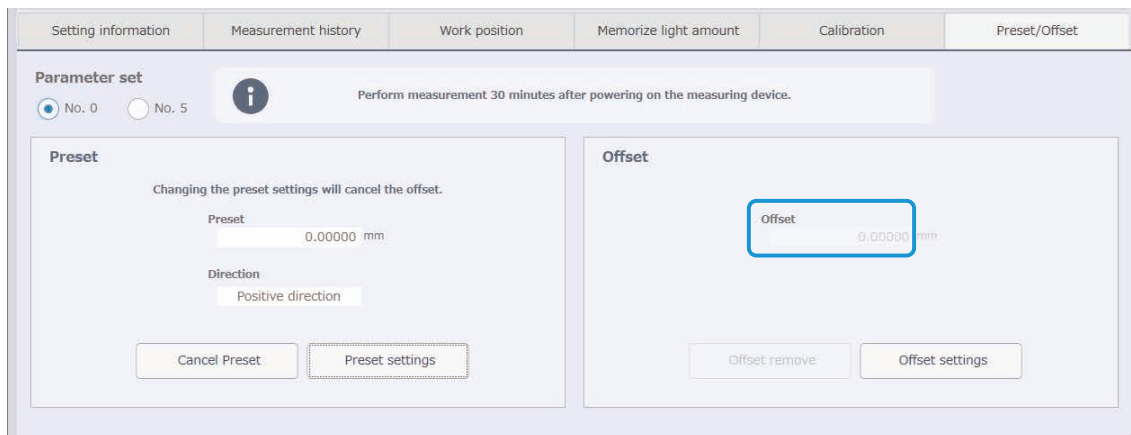 Setting information
Measurement history
Work position
Memorize light amount
Calibration
Preset/Offset
Parameter set
No. 0
No. 5
Perform measurement 30 minutes after powering on the measuring device.
Preset
Changing the preset settings will cancel the offset.
Preset
0.00000 mm
Direction
Positive direction
Cancel Preset
Preset settings
Offset
Offset
0.00000 mm
Offset remove
Offset settings